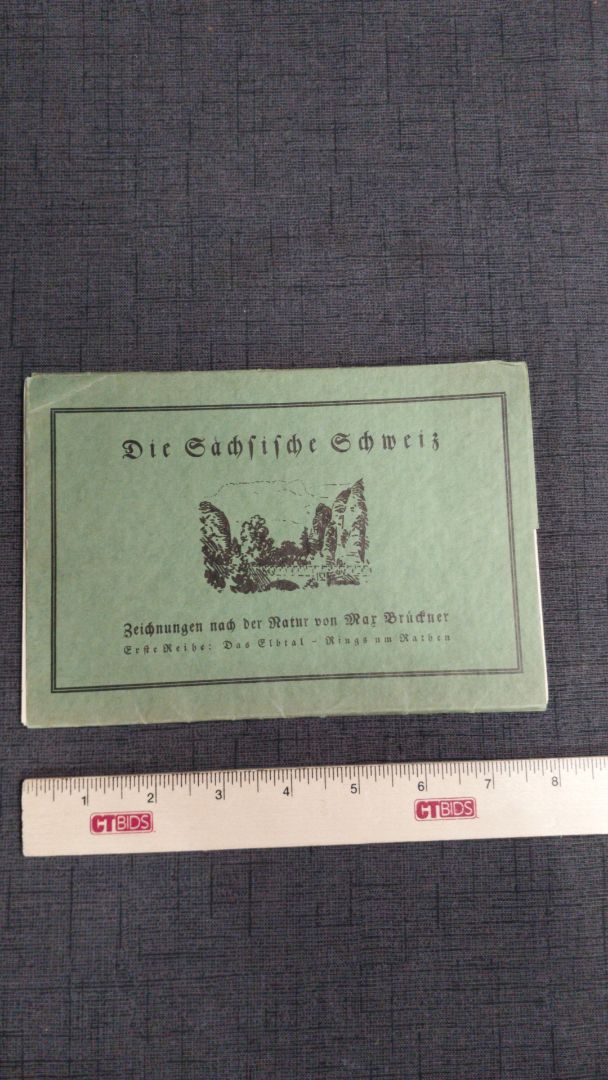 Die Sächsische Schweiz
Zeichnungen nach der Natur von Max Brückner
Erste Reihe: Das Elbtal – Rings um Rathen
1 2 3 4 5 6 7 8
CTBIDS CTBIDS